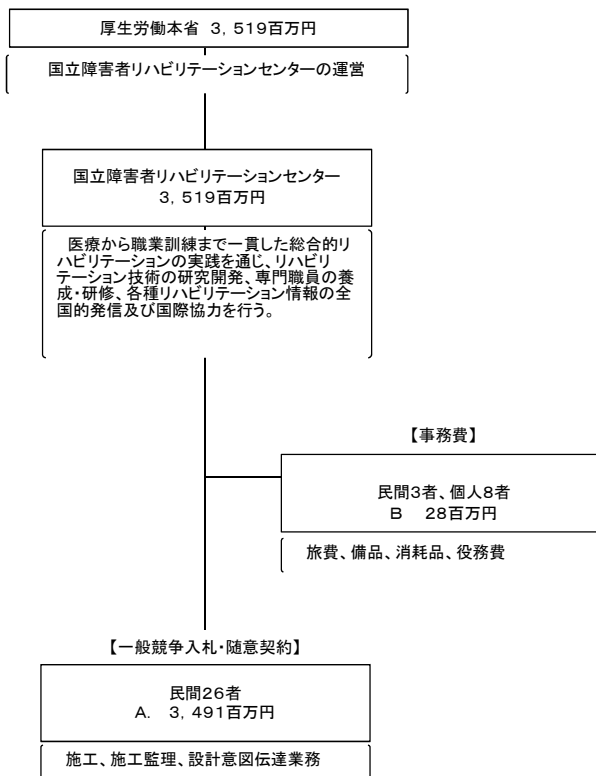 厚生労働本省 3,519百万円
国立障害者リハビリテーションセンターの運営
国立障害者リハビリテーションセンター
3,519百万円
医療から職業訓練まで一貫した総合的リ
ハビリテーションの実践を通じ、リハビリ
テーション技術の研究開発、専門職員の養
成・研修、各種リハビリテーション情報の全
国的発信及び国際協力を行う。
【事務費】
民間3者、個人8者
B 28百万円
旅費、備品、消耗品、役務費
【一般競争入札・随意契約】
民間26者
A. 3,491百万円
施工、施工監理、設計意図伝達業務